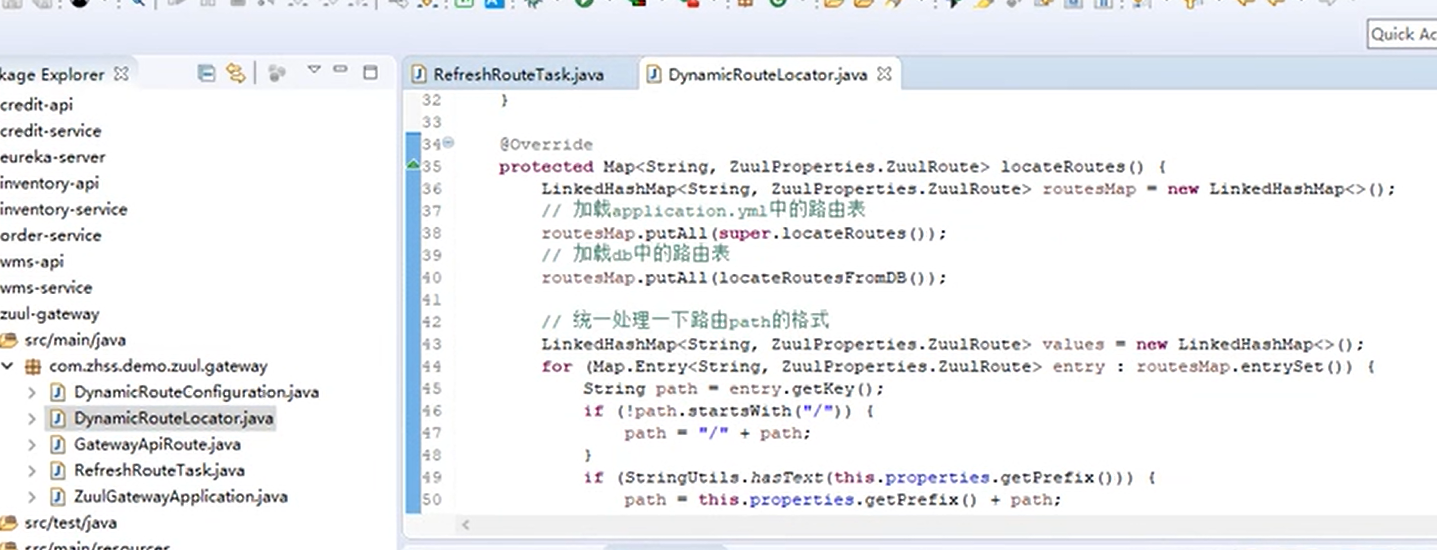 Quick Ac
kage Explorer
RefreshRouteTask.java
DynamicRouteLocator.java
credit-api
credit-service
eureka-server
inventory-api
inventory-service
order-service
wms-api
wms-service
zuul-gateway
src/main/java
com.zhss.demo.zuul.gateway
DynamicRouteConfiguration.java
DynamicRouteLocator.java
GatewayApiRoute.java
RefreshRouteTask.java
ZuulGatewayApplication.java
src/test/java
src/main/resources
32 }
33
34 @Override
35 protected Map<String, ZuulProperties.ZuulRoute> locateRoutes() {
36 LinkedHashMap<String, ZuulProperties.ZuulRoute> routesMap = new LinkedHashMap<>();
37 // 加载application.yml中的路由表
38 routesMap.putAll(super.locateRoutes());
39 // 加载db中的路由表
40 routesMap.putAll(locateRoutesFromDB());
41
42 // 统一处理一下路由path的格式
43 LinkedHashMap<String, ZuulProperties.ZuulRoute> values = new LinkedHashMap<>();
44 for (Map.Entry<String, ZuulProperties.ZuulRoute> entry : routesMap.entrySet()) {
45 String path = entry.getKey();
46 if (!path.startsWith("/")) {
47 path = "/" + path;
48 }
49 if (StringUtils.hasText(this.properties.getPrefix())) {
50 path = this.properties.getPrefix() + path;